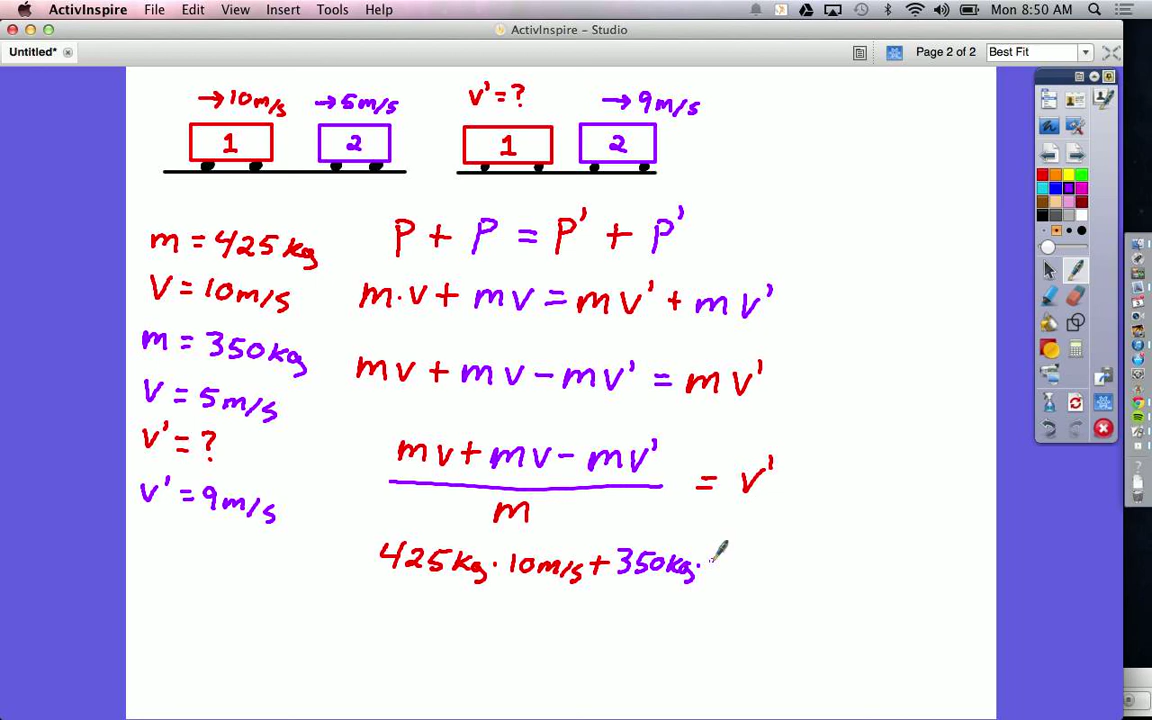 ActivInspire File Edit View Insert Tools Help Mon 8:50 AM
ActivInspire – Studio
Untitled* Page 2 of 2 Best Fit
→10m/s →5m/s v'=? →9m/s
1 2 1 2
m = 425kg
V = 10m/s
m = 350kg
V = 5m/s
v' = ?
v' = 9m/s
P + P = P' + P'
m·v + mv = mv' + mv'
mv + mv − mv' = mv'
mv + mv − mv' = v'
m
425kg · 10m/s + 350kg ·